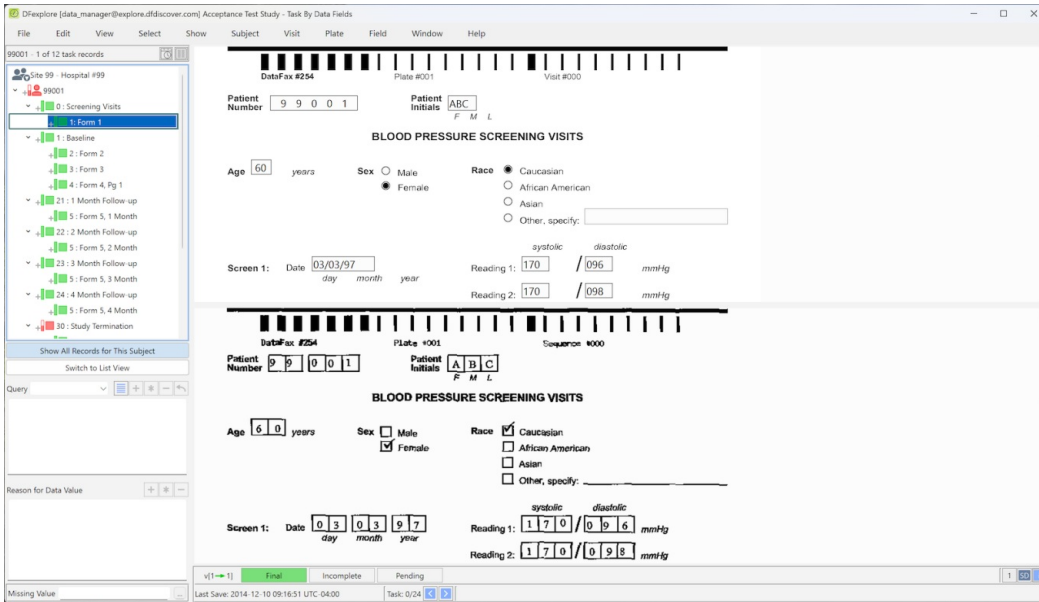 DFexplore [data_manager@explore.dfdiscover.com] Acceptance Test Study - Task By Data Fields
File Edit View Select Show Subject Visit Plate Field Window Help
99001 - 1 of 12 task records
Site 99 - Hospital #99
99001
0 : Screening Visits
1: Form 1
1 : Baseline
2 : Form 2
3 : Form 3
4 : Form 4, Pg 1
21 : 1 Month Follow-up
5 : Form 5, 1 Month
22 : 2 Month Follow-up
5 : Form 5, 2 Month
23 : 3 Month Follow-up
5 : Form 5, 3 Month
24 : 4 Month Follow-up
5 : Form 5, 4 Month
30 : Study Termination
Show All Records for This Subject
Switch to List View
Query
Reason for Data Value
Missing Value
DataFax #254 Plate #001 Visit #000
Patient Number 9 9 0 0 1 Patient Initials ABC
F M L
BLOOD PRESSURE SCREENING VISITS
Age 60 years Sex Male Race Caucasian
Female African American
Asian
Other, specify:
systolic diastolic
Screen 1: Date 03/03/97 Reading 1: 170 / 096 mmHg
day month year
Reading 2: 170 / 098 mmHg
DataFax #254 Plate #001 Sequence #000
Patient Number 9 9 0 0 1 Patient Initials A B C
F M L
BLOOD PRESSURE SCREENING VISITS
Age 6 0 years Sex Male Race Caucasian
Female African American
Asian
Other, specify:
systolic diastolic
Screen 1: Date 0 3 0 3 9 7 Reading 1: 1 7 0 / 0 9 6 mmHg
day month year
Reading 2: 1 7 0 / 0 9 8 mmHg
v[1→1] Final Incomplete Pending 1 SD
Last Save: 2014-12-10 09:16:51 UTC-04:00 Task: 0/24